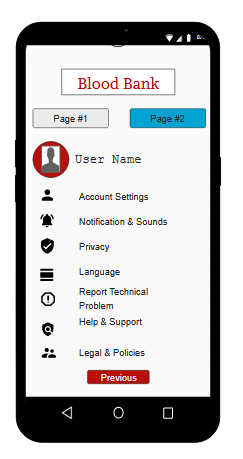 Blood Bank
Page #1
Page #2
User Name
Account Settings
Notification & Sounds
Privacy
Language
Report Technical
Problem
Help & Support
Legal & Policies
Previous